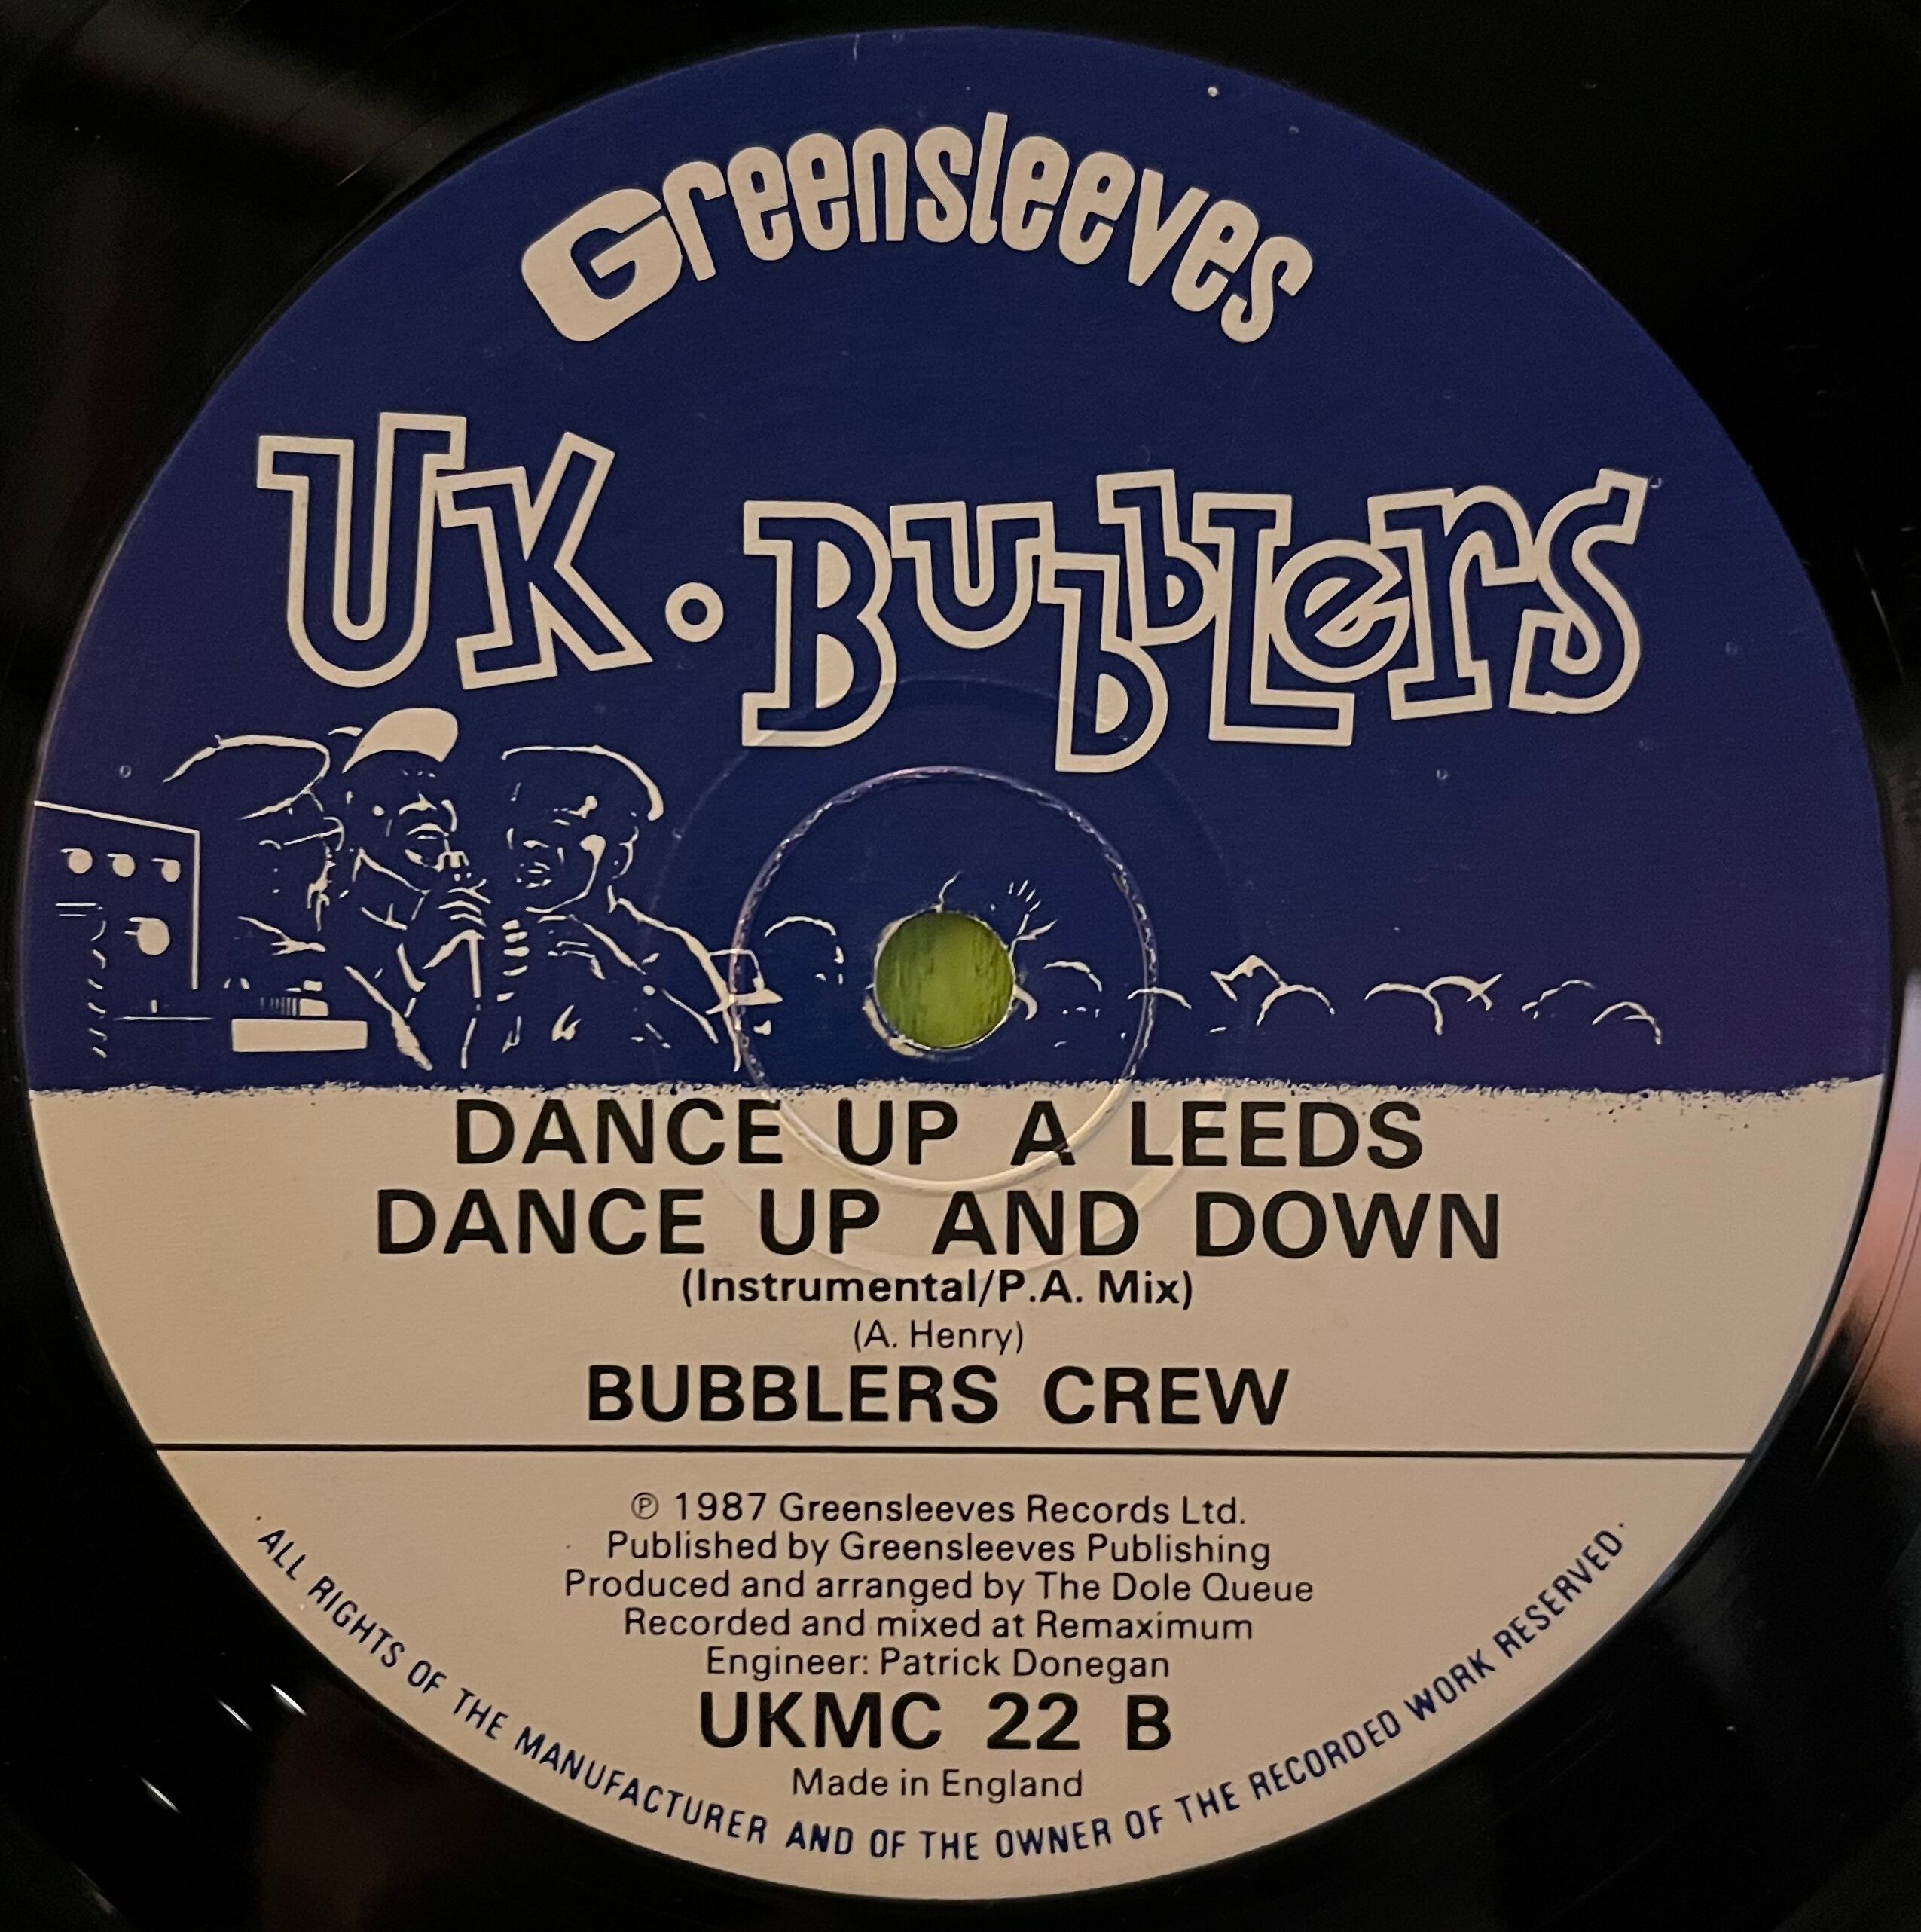 Greensleeves
UK. BubbLers
DANCE UP A LEEDS
DANCE UP AND DOWN
(Instrumental/P.A. Mix)
(A. Henry)
BUBBLERS CREW
℗ 1987 Greensleeves Records Ltd.
Published by Greensleeves Publishing
Produced and arranged by The Dole Queue
Recorded and mixed at Remaximum
Engineer: Patrick Donegan
UKMC 22 B
Made in England
ALL RIGHTS OF THE MANUFACTURER AND OF THE OWNER OF THE RECORDED WORK RESERVED